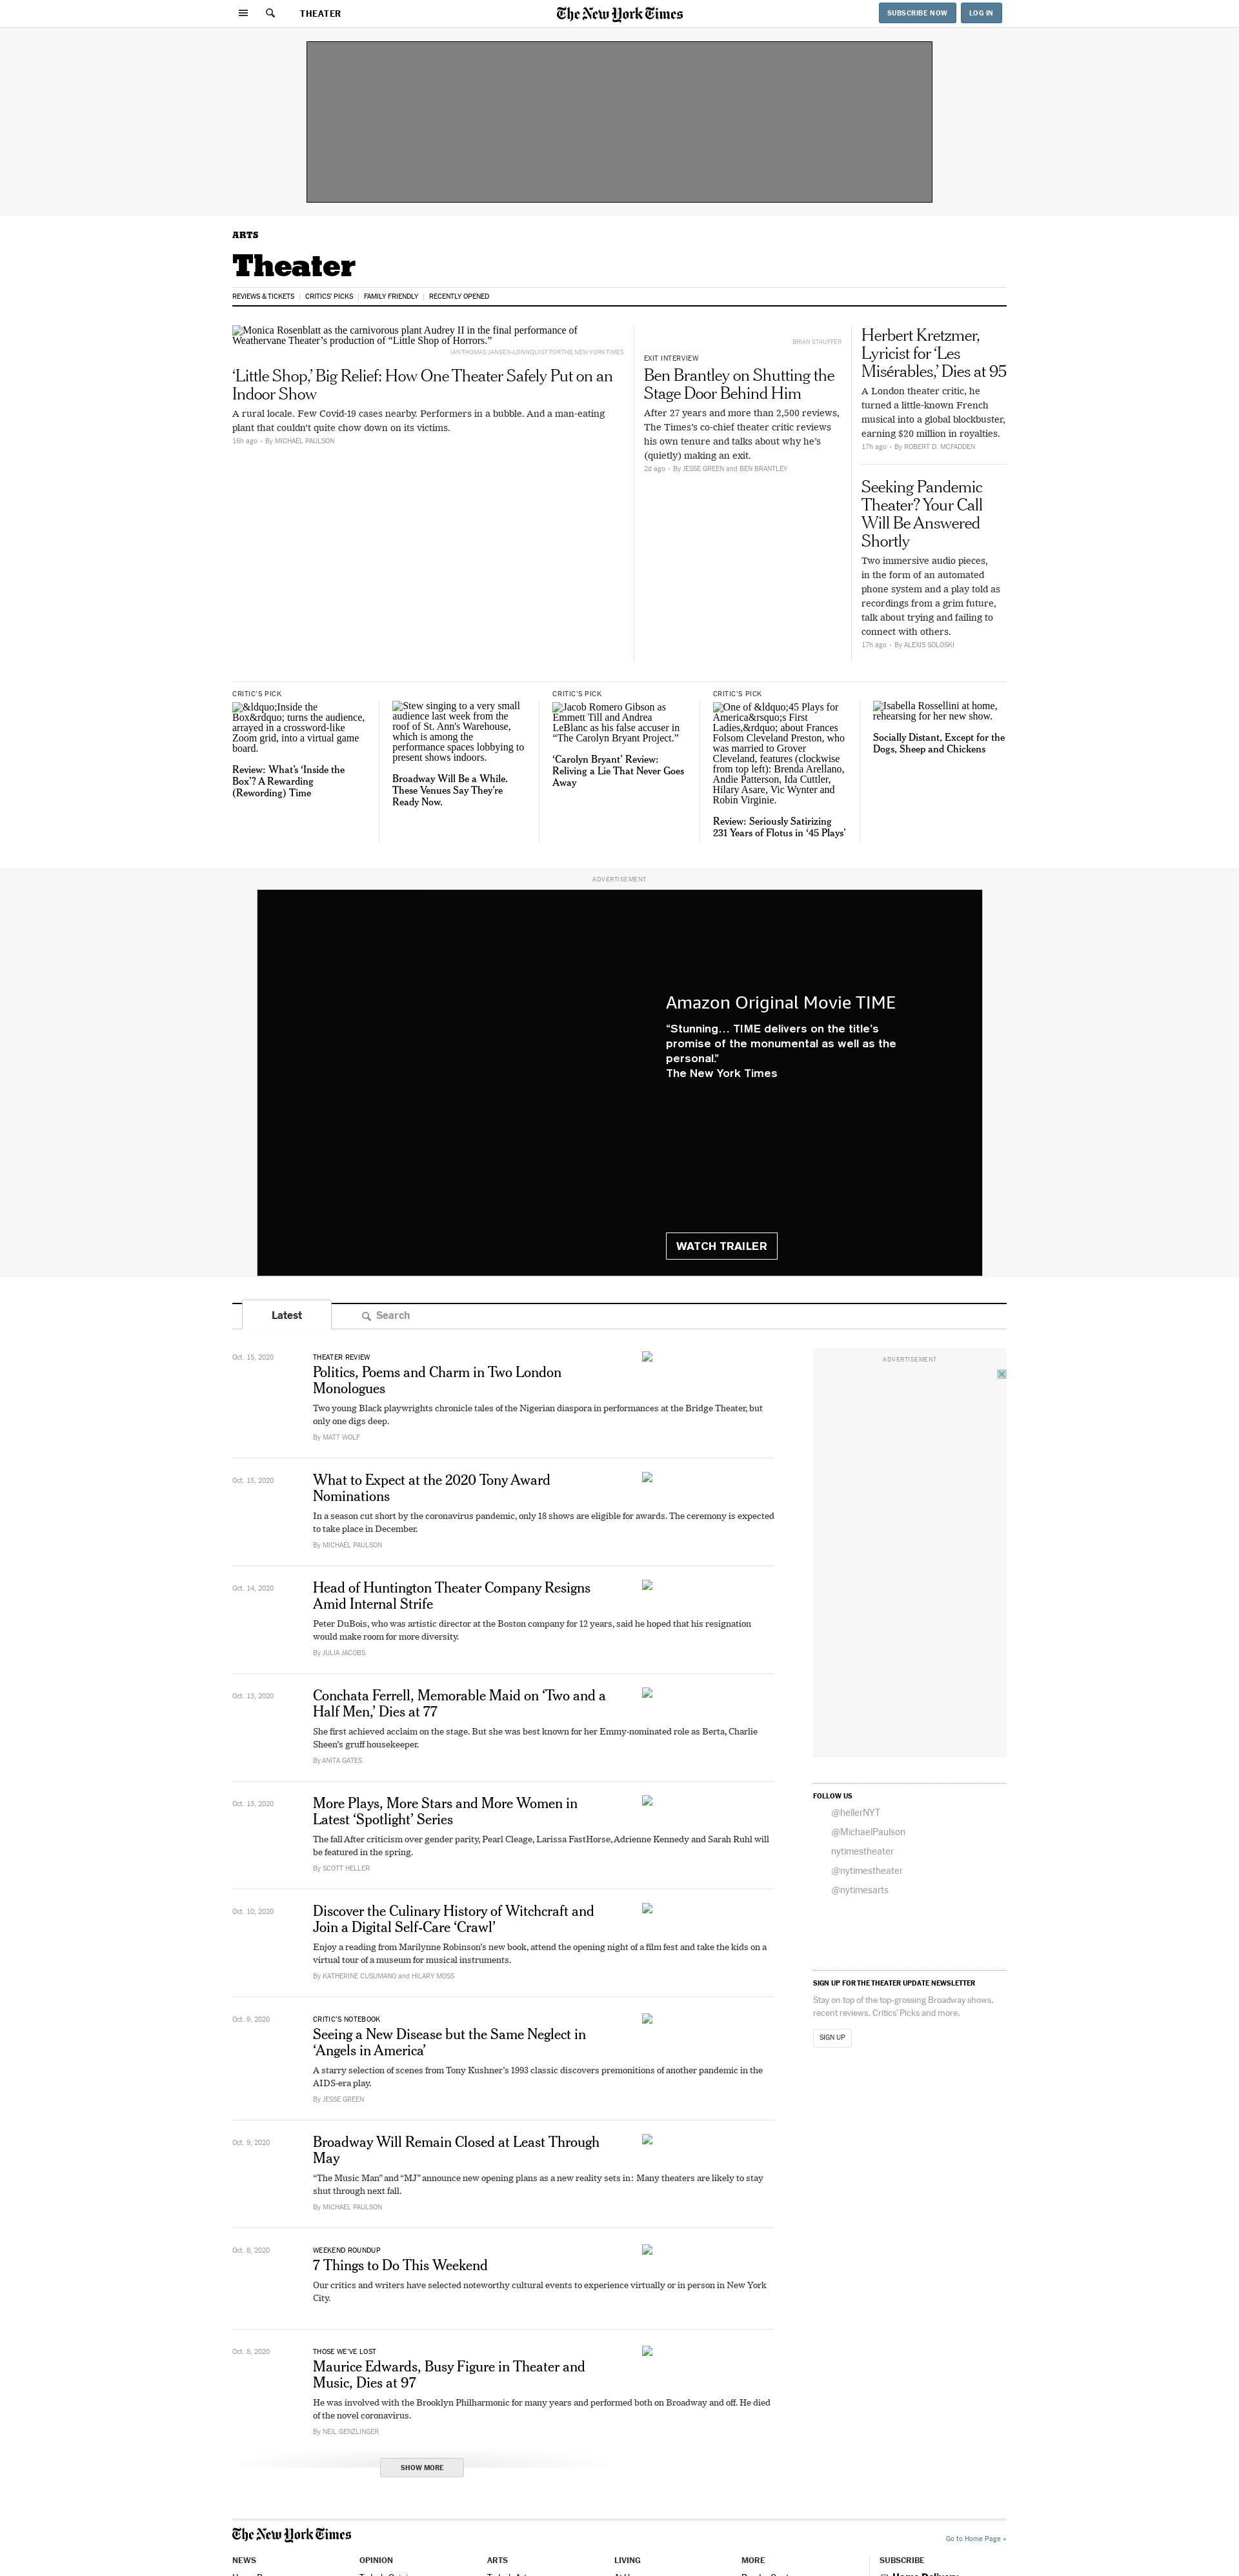 THEATER
The New York Times
SUBSCRIBE NOW
LOG IN
ARTS
Theater
REVIEWS & TICKETS
CRITICS' PICKS
FAMILY FRIENDLY
RECENTLY OPENED
Monica Rosenblatt as the carnivorous plant Audrey II in the final performance of
Weathervane Theater's production of “Little Shop of Horrors.”
IAN THOMAS JANSEN-LONNQUIST FOR THE NEW YORK TIMES
‘Little Shop,’ Big Relief: How One Theater Safely Put on an
Indoor Show
A rural locale. Few Covid-19 cases nearby. Performers in a bubble. And a man-eating
plant that couldn’t quite chow down on its victims.
16h ago • By MICHAEL PAULSON
BRIAN STAUFFER
EXIT INTERVIEW
Ben Brantley on Shutting the
Stage Door Behind Him
After 27 years and more than 2,500 reviews,
The Times’s co-chief theater critic reviews
his own tenure and talks about why he’s
(quietly) making an exit.
2d ago • By JESSE GREEN and BEN BRANTLEY
Herbert Kretzmer,
Lyricist for ‘Les
Misérables,’ Dies at 95
A London theater critic, he
turned a little-known French
musical into a global blockbuster,
earning $20 million in royalties.
17h ago • By ROBERT D. MCFADDEN
Seeking Pandemic
Theater? Your Call
Will Be Answered
Shortly
Two immersive audio pieces,
in the form of an automated
phone system and a play told as
recordings from a grim future,
talk about trying and failing to
connect with others.
17h ago • By ALEXIS SOLOSKI
CRITIC’S PICK
&ldquo;Inside the
Box&rdquo; turns the audience,
arrayed in a crossword-like
Zoom grid, into a virtual game
board.
Review: What’s ‘Inside the
Box’? A Rewarding
(Rewording) Time
Stew singing to a very small
audience last week from the
roof of St. Ann's Warehouse,
which is among the
performance spaces lobbying to
present shows indoors.
Broadway Will Be a While.
These Venues Say They’re
Ready Now.
CRITIC’S PICK
Jacob Romero Gibson as
Emmett Till and Andrea
LeBlanc as his false accuser in
“The Carolyn Bryant Project.”
‘Carolyn Bryant’ Review:
Reliving a Lie That Never Goes
Away
CRITIC’S PICK
One of &ldquo;45 Plays for
America&rsquo;s First
Ladies,&rdquo; about Frances
Folsom Cleveland Preston, who
was married to Grover
Cleveland, features (clockwise
from top left): Brenda Arellano,
Andie Patterson, Ida Cuttler,
Hilary Asare, Vic Wynter and
Robin Virginie.
Review: Seriously Satirizing
231 Years of Flotus in ‘45 Plays’
Isabella Rossellini at home,
rehearsing for her new show.
Socially Distant, Except for the
Dogs, Sheep and Chickens
ADVERTISEMENT
Amazon Original Movie TIME
“Stunning… TIME delivers on the title’s
promise of the monumental as well as the
personal.”
The New York Times
WATCH TRAILER
Latest
Search
Oct. 15, 2020
THEATER REVIEW
Politics, Poems and Charm in Two London
Monologues
Two young Black playwrights chronicle tales of the Nigerian diaspora in performances at the Bridge Theater, but
only one digs deep.
By MATT WOLF
Oct. 15, 2020
What to Expect at the 2020 Tony Award
Nominations
In a season cut short by the coronavirus pandemic, only 18 shows are eligible for awards. The ceremony is expected
to take place in December.
By MICHAEL PAULSON
Oct. 14, 2020
Head of Huntington Theater Company Resigns
Amid Internal Strife
Peter DuBois, who was artistic director at the Boston company for 12 years, said he hoped that his resignation
would make room for more diversity.
By JULIA JACOBS
Oct. 13, 2020
Conchata Ferrell, Memorable Maid on ‘Two and a
Half Men,’ Dies at 77
She first achieved acclaim on the stage. But she was best known for her Emmy-nominated role as Berta, Charlie
Sheen’s gruff housekeeper.
By ANITA GATES
Oct. 13, 2020
More Plays, More Stars and More Women in
Latest ‘Spotlight’ Series
The fall After criticism over gender parity, Pearl Cleage, Larissa FastHorse, Adrienne Kennedy and Sarah Ruhl will
be featured in the spring.
By SCOTT HELLER
Oct. 10, 2020
Discover the Culinary History of Witchcraft and
Join a Digital Self-Care ‘Crawl’
Enjoy a reading from Marilynne Robinson’s new book, attend the opening night of a film fest and take the kids on a
virtual tour of a museum for musical instruments.
By KATHERINE CUSUMANO and HILARY MOSS
Oct. 9, 2020
CRITIC’S NOTEBOOK
Seeing a New Disease but the Same Neglect in
‘Angels in America’
A starry selection of scenes from Tony Kushner’s 1993 classic discovers premonitions of another pandemic in the
AIDS-era play.
By JESSE GREEN
Oct. 9, 2020
Broadway Will Remain Closed at Least Through
May
“The Music Man” and “MJ” announce new opening plans as a new reality sets in: Many theaters are likely to stay
shut through next fall.
By MICHAEL PAULSON
Oct. 8, 2020
WEEKEND ROUNDUP
7 Things to Do This Weekend
Our critics and writers have selected noteworthy cultural events to experience virtually or in person in New York
City.
Oct. 8, 2020
THOSE WE’VE LOST
Maurice Edwards, Busy Figure in Theater and
Music, Dies at 97
He was involved with the Brooklyn Philharmonic for many years and performed both on Broadway and off. He died
of the novel coronavirus.
By NEIL GENZLINGER
SHOW MORE
ADVERTISEMENT
FOLLOW US
@hellerNYT
@MichaelPaulson
nytimestheater
@nytimestheater
@nytimesarts
SIGN UP FOR THE THEATER UPDATE NEWSLETTER
Stay on top of the top-grossing Broadway shows,
recent reviews, Critics’ Picks and more.
SIGN UP
The New York Times
Go to Home Page »
NEWS
OPINION
ARTS
LIVING
MORE
SUBSCRIBE